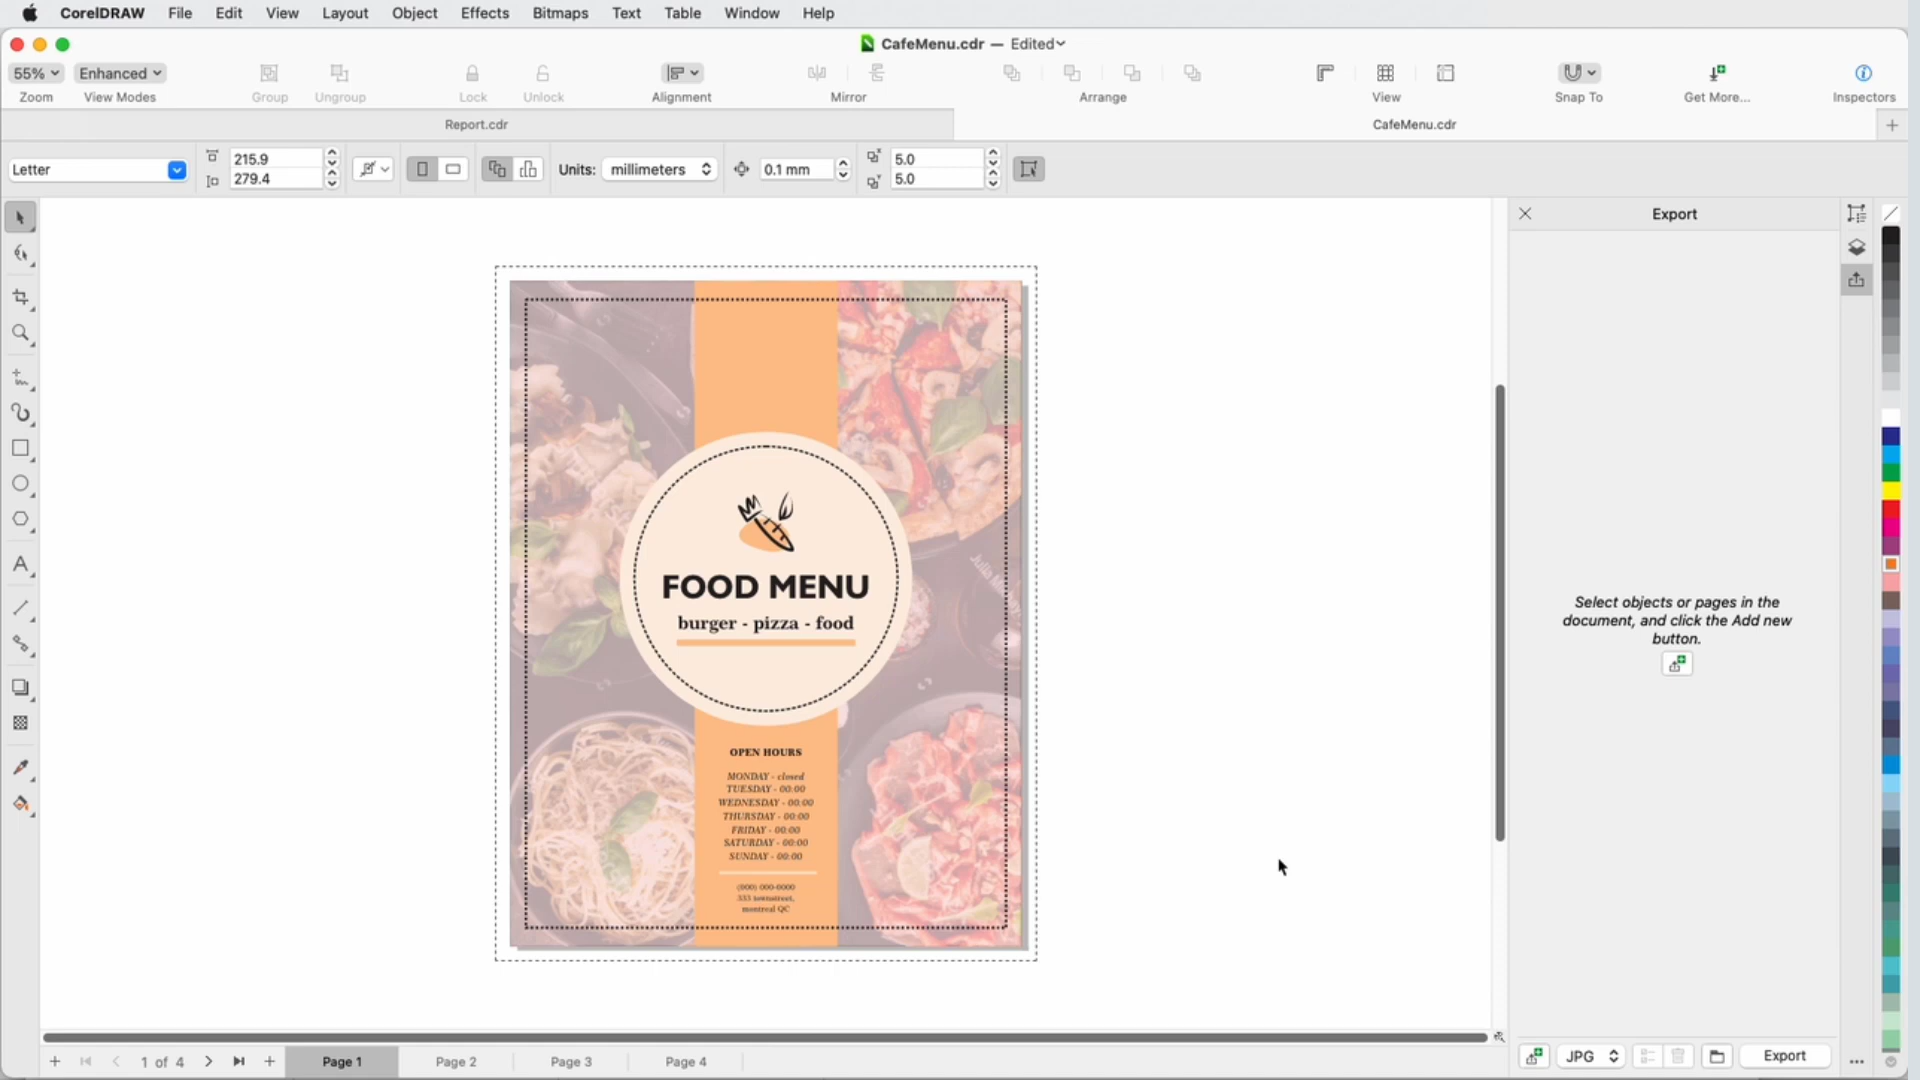 CorelDRAW File Edit View Layout Object Effects Bitmaps Text Table Window Help
CafeMenu.cdr — Edited
55% Enhanced
Zoom View Modes Group Ungroup Lock Unlock Alignment Mirror Arrange View Snap To Get More... Inspectors
Report.cdr CafeMenu.cdr
Letter 215.9 279.4 Units: millimeters 0.1 mm 5.0 5.0
Export
FOOD MENU
burger - pizza - food
OPEN HOURS
MONDAY - closed
TUESDAY - 00:00
WEDNESDAY - 00:00
THURSDAY - 00:00
FRIDAY - 00:00
SATURDAY - 00:00
SUNDAY - 00:00
(000) 000-0000
333 townstreet,
montreal QC
Select objects or pages in the
document, and click the Add new
button.
1 of 4 Page 1 Page 2 Page 3 Page 4
JPG Export